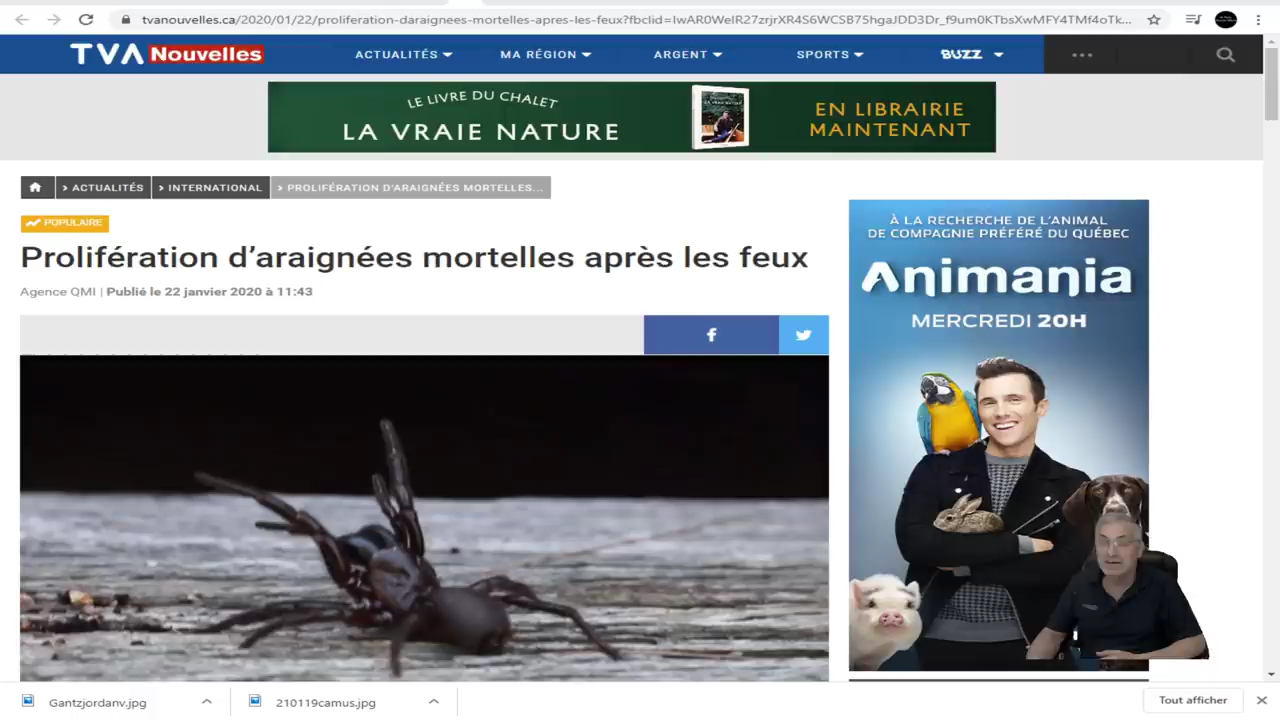 tvanouvelles.ca/2020/01/22/proliferation-daraignees-mortelles-apres-les-feux?fbclid=IwAR0WelR27zrjrXR4S6WCSB75hgaJDD3Dr_f9um0KTbsXwMFY4TMf4oTk...
TVA Nouvelles
ACTUALITÉS
MA RÉGION
ARGENT
SPORTS
BUZZ
LE LIVRE DU CHALET
LA VRAIE NATURE
LA VRAIE NATURE
EN LIBRAIRIE
MAINTENANT
> ACTUALITÉS
> INTERNATIONAL
> PROLIFÉRATION D'ARAIGNÉES MORTELLES...
POPULAIRE
Prolifération d'araignées mortelles après les feux
Agence QMI | Publié le 22 janvier 2020 à 11:43
À LA RECHERCHE DE L'ANIMAL
DE COMPAGNIE PRÉFÉRÉ DU QUÉBEC
Animania
MERCREDI 20H
Gantzjordanv.jpg
210119camus.jpg
Tout afficher